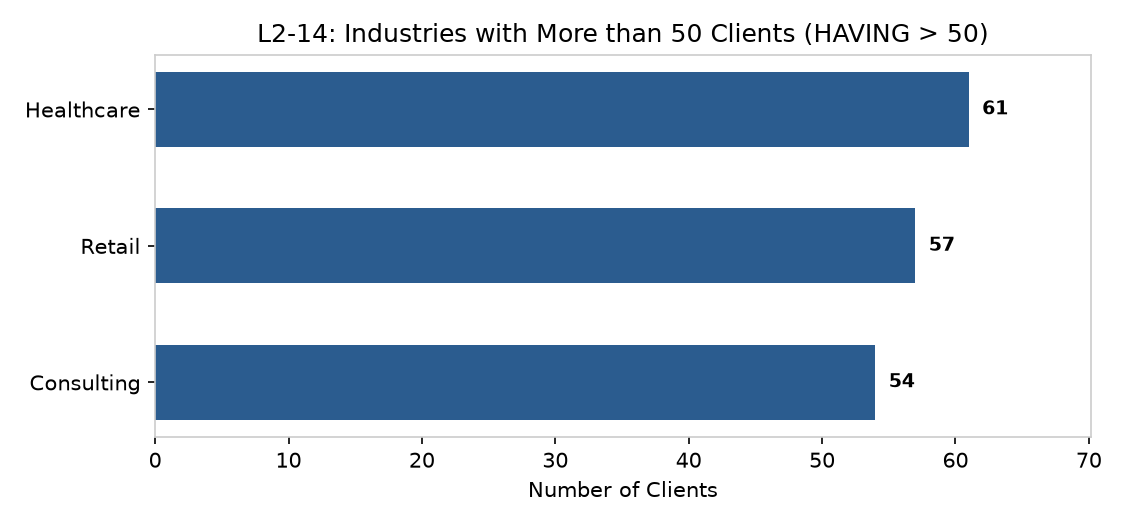 L2-14: Industries with More than 50 Clients (HAVING > 50)
Healthcare 61
Retail 57
Consulting 54
0 10 20 30 40 50 60 70
Number of Clients